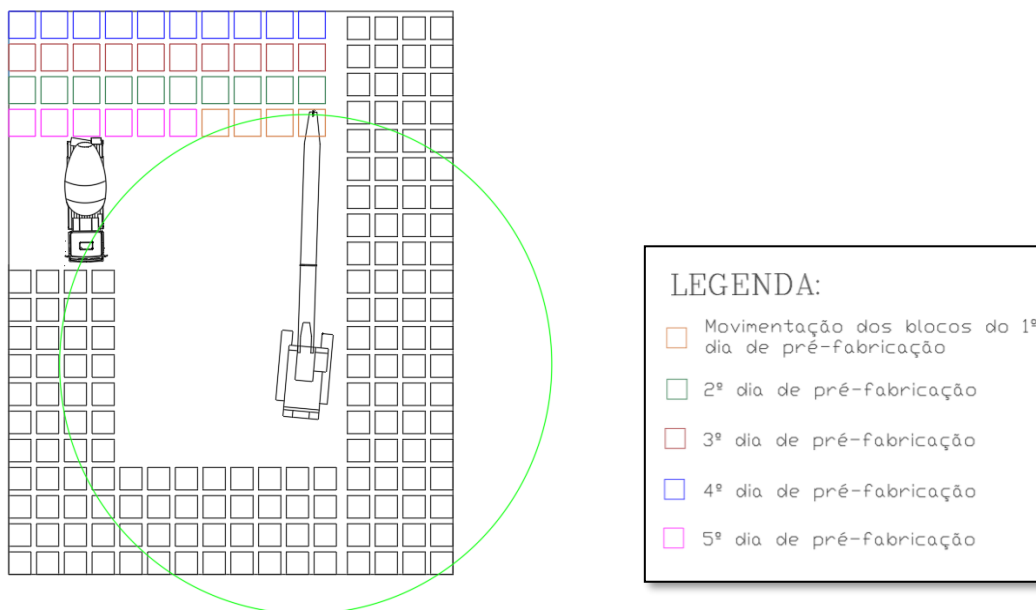 LEGENDA:
Movimentação dos blocos do 1º
dia de pré-fabricação
2º dia de pré-fabricação
3º dia de pré-fabricação
4º dia de pré-fabricação
5º dia de pré-fabricação